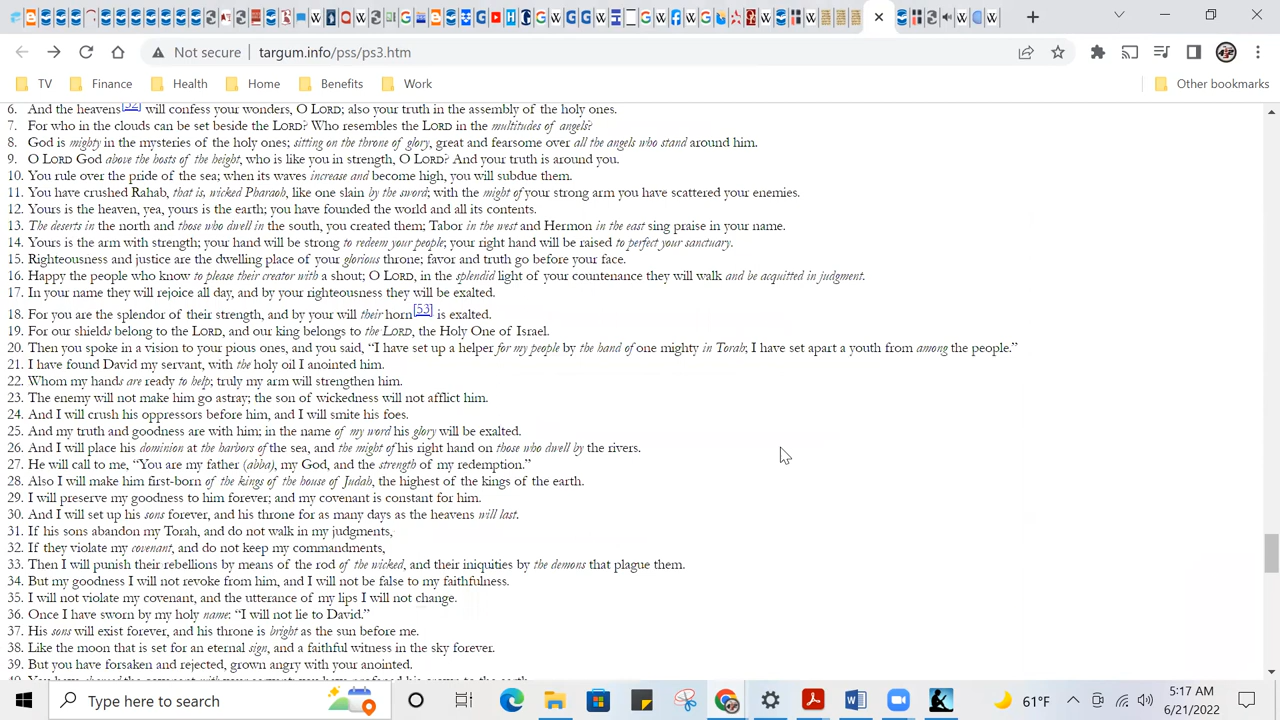 Not secure
targum.info/pss/ps3.htm
TV
Finance
Health
Home
Benefits
Work
Other bookmarks
6. And the heavens[52] will confess your wonders, O LORD; also your truth in the assembly of the holy ones.
7. For who in the clouds can be set beside the LORD? Who resembles the LORD in the multitudes of angels?
8. God is mighty in the mysteries of the holy ones; sitting on the throne of glory, great and fearsome over all the angels who stand around him.
9. O LORD God above the hosts of the height, who is like you in strength, O LORD? And your truth is around you.
10. You rule over the pride of the sea; when its waves increase and become high, you will subdue them.
11. You have crushed Rahab, that is, wicked Pharaoh, like one slain by the sword; with the might of your strong arm you have scattered your enemies.
12. Yours is the heaven, yea, yours is the earth; you have founded the world and all its contents.
13. The deserts in the north and those who dwell in the south, you created them; Tabor in the west and Hermon in the east sing praise in your name.
14. Yours is the arm with strength; your hand will be strong to redeem your people; your right hand will be raised to perfect your sanctuary.
15. Righteousness and justice are the dwelling place of your glorious throne; favor and truth go before your face.
16. Happy the people who know to please their creator with a shout; O LORD, in the splendid light of your countenance they will walk and be acquitted in judgment.
17. In your name they will rejoice all day, and by your righteousness they will be exalted.
18. For you are the splendor of their strength, and by your will their horn[53] is exalted.
19. For our shields belong to the LORD, and our king belongs to the LORD, the Holy One of Israel.
20. Then you spoke in a vision to your pious ones, and you said, “I have set up a helper for my people by the hand of one mighty in Torah; I have set apart a youth from among the people.”
21. I have found David my servant, with the holy oil I anointed him.
22. Whom my hands are ready to help; truly my arm will strengthen him.
23. The enemy will not make him go astray; the son of wickedness will not afflict him.
24. And I will crush his oppressors before him, and I will smite his foes.
25. And my truth and goodness are with him; in the name of my word his glory will be exalted.
26. And I will place his dominion at the harbors of the sea, and the might of his right hand on those who dwell by the rivers.
27. He will call to me, “You are my father (abba), my God, and the strength of my redemption.”
28. Also I will make him first-born of the kings of the house of Judah, the highest of the kings of the earth.
29. I will preserve my goodness to him forever; and my covenant is constant for him.
30. And I will set up his sons forever, and his throne for as many days as the heavens will last.
31. If his sons abandon my Torah, and do not walk in my judgments,
32. If they violate my covenant, and do not keep my commandments,
33. Then I will punish their rebellions by means of the rod of the wicked, and their iniquities by the demons that plague them.
34. But my goodness I will not revoke from him, and I will not be false to my faithfulness.
35. I will not violate my covenant, and the utterance of my lips I will not change.
36. Once I have sworn by my holy name: “I will not lie to David.”
37. His sons will exist forever, and his throne is bright as the sun before me.
38. Like the moon that is set for an eternal sign, and a faithful witness in the sky forever.
39. But you have forsaken and rejected, grown angry with your anointed.
Type here to search
61°F
5:17 AM
6/21/2022